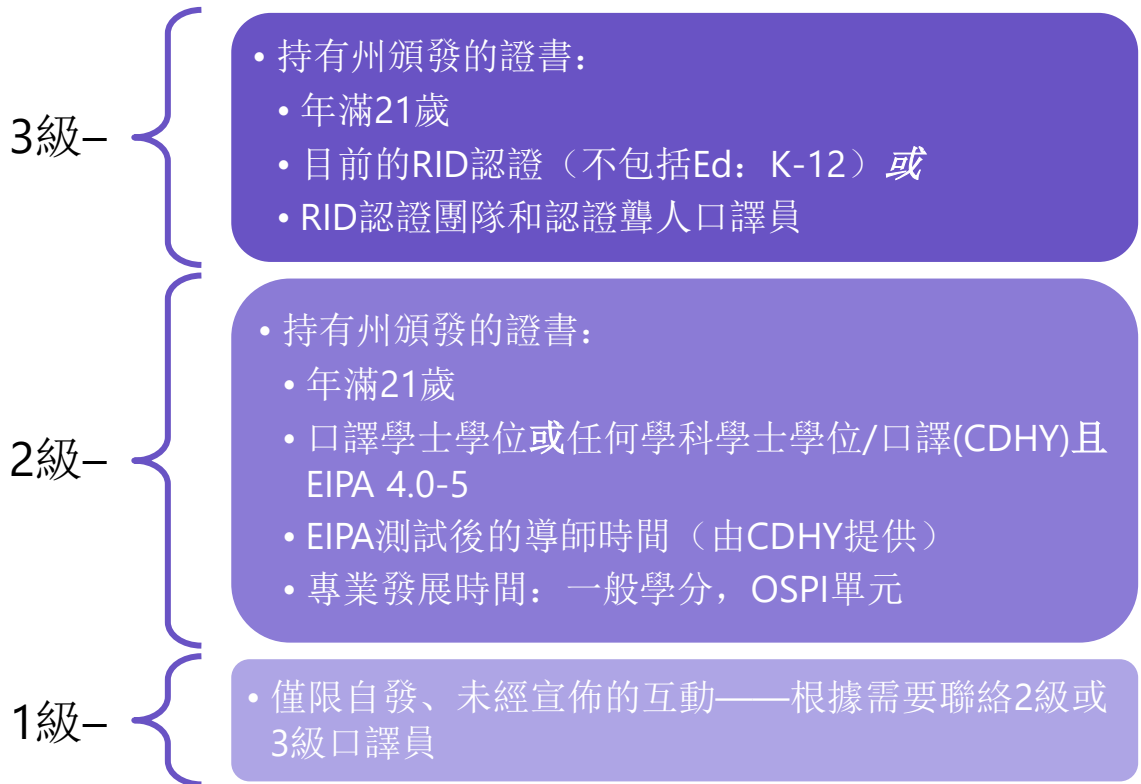 3級–
• 持有州頒發的證書：
• 年滿21歲
• 目前的RID認證（不包括Ed：K-12）或
• RID認證團隊和認證聾人口譯員
2級–
• 持有州頒發的證書：
• 年滿21歲
• 口譯學士學位或任何學科學士學位/口譯(CDHY)且
EIPA 4.0-5
• EIPA測試後的導師時間（由CDHY提供）
• 專業發展時間：一般學分，OSPI單元
1級–
• 僅限自發、未經宣佈的互動——根據需要聯絡2級或
3級口譯員